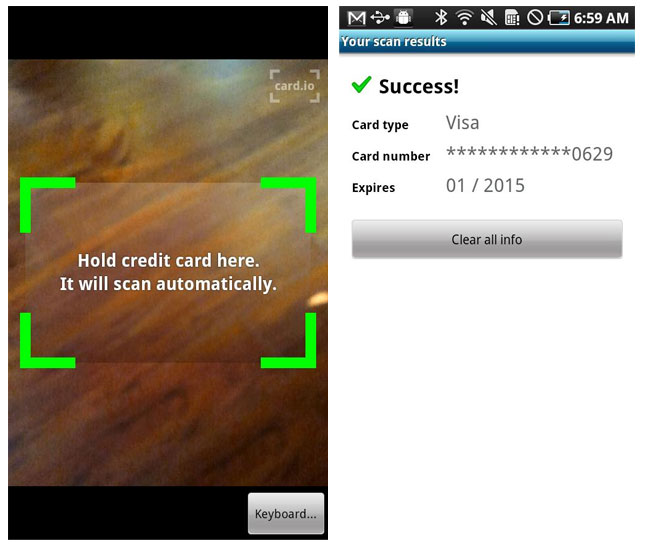 card.io
Hold credit card here.
It will scan automatically.
Keyboard...
6:59 AM
Your scan results
Success!
Card type Visa
Card number ************0629
Expires 01 / 2015
Clear all info